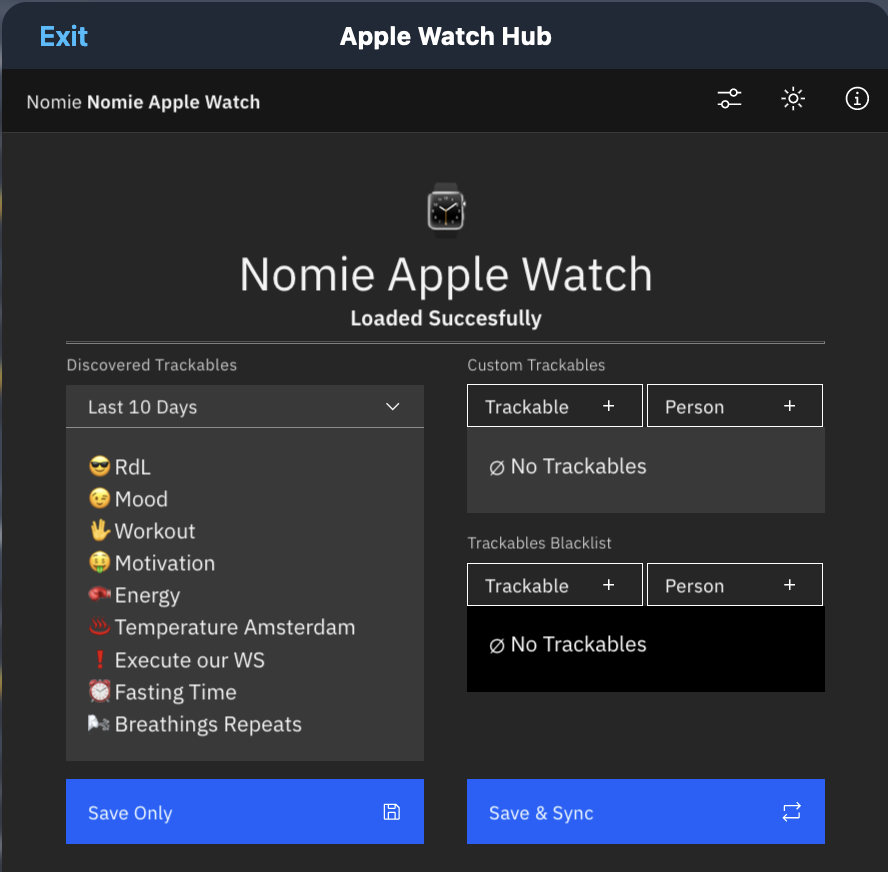 Exit
Apple Watch Hub
Nomie Nomie Apple Watch
Nomie Apple Watch
Loaded Succesfully
Discovered Trackables
Last 10 Days
RdL
Mood
Workout
Motivation
Energy
Temperature Amsterdam
Execute our WS
Fasting Time
Breathings Repeats
Save Only
Custom Trackables
Trackable +
Person +
∅ No Trackables
Trackables Blacklist
Trackable +
Person +
∅ No Trackables
Save & Sync